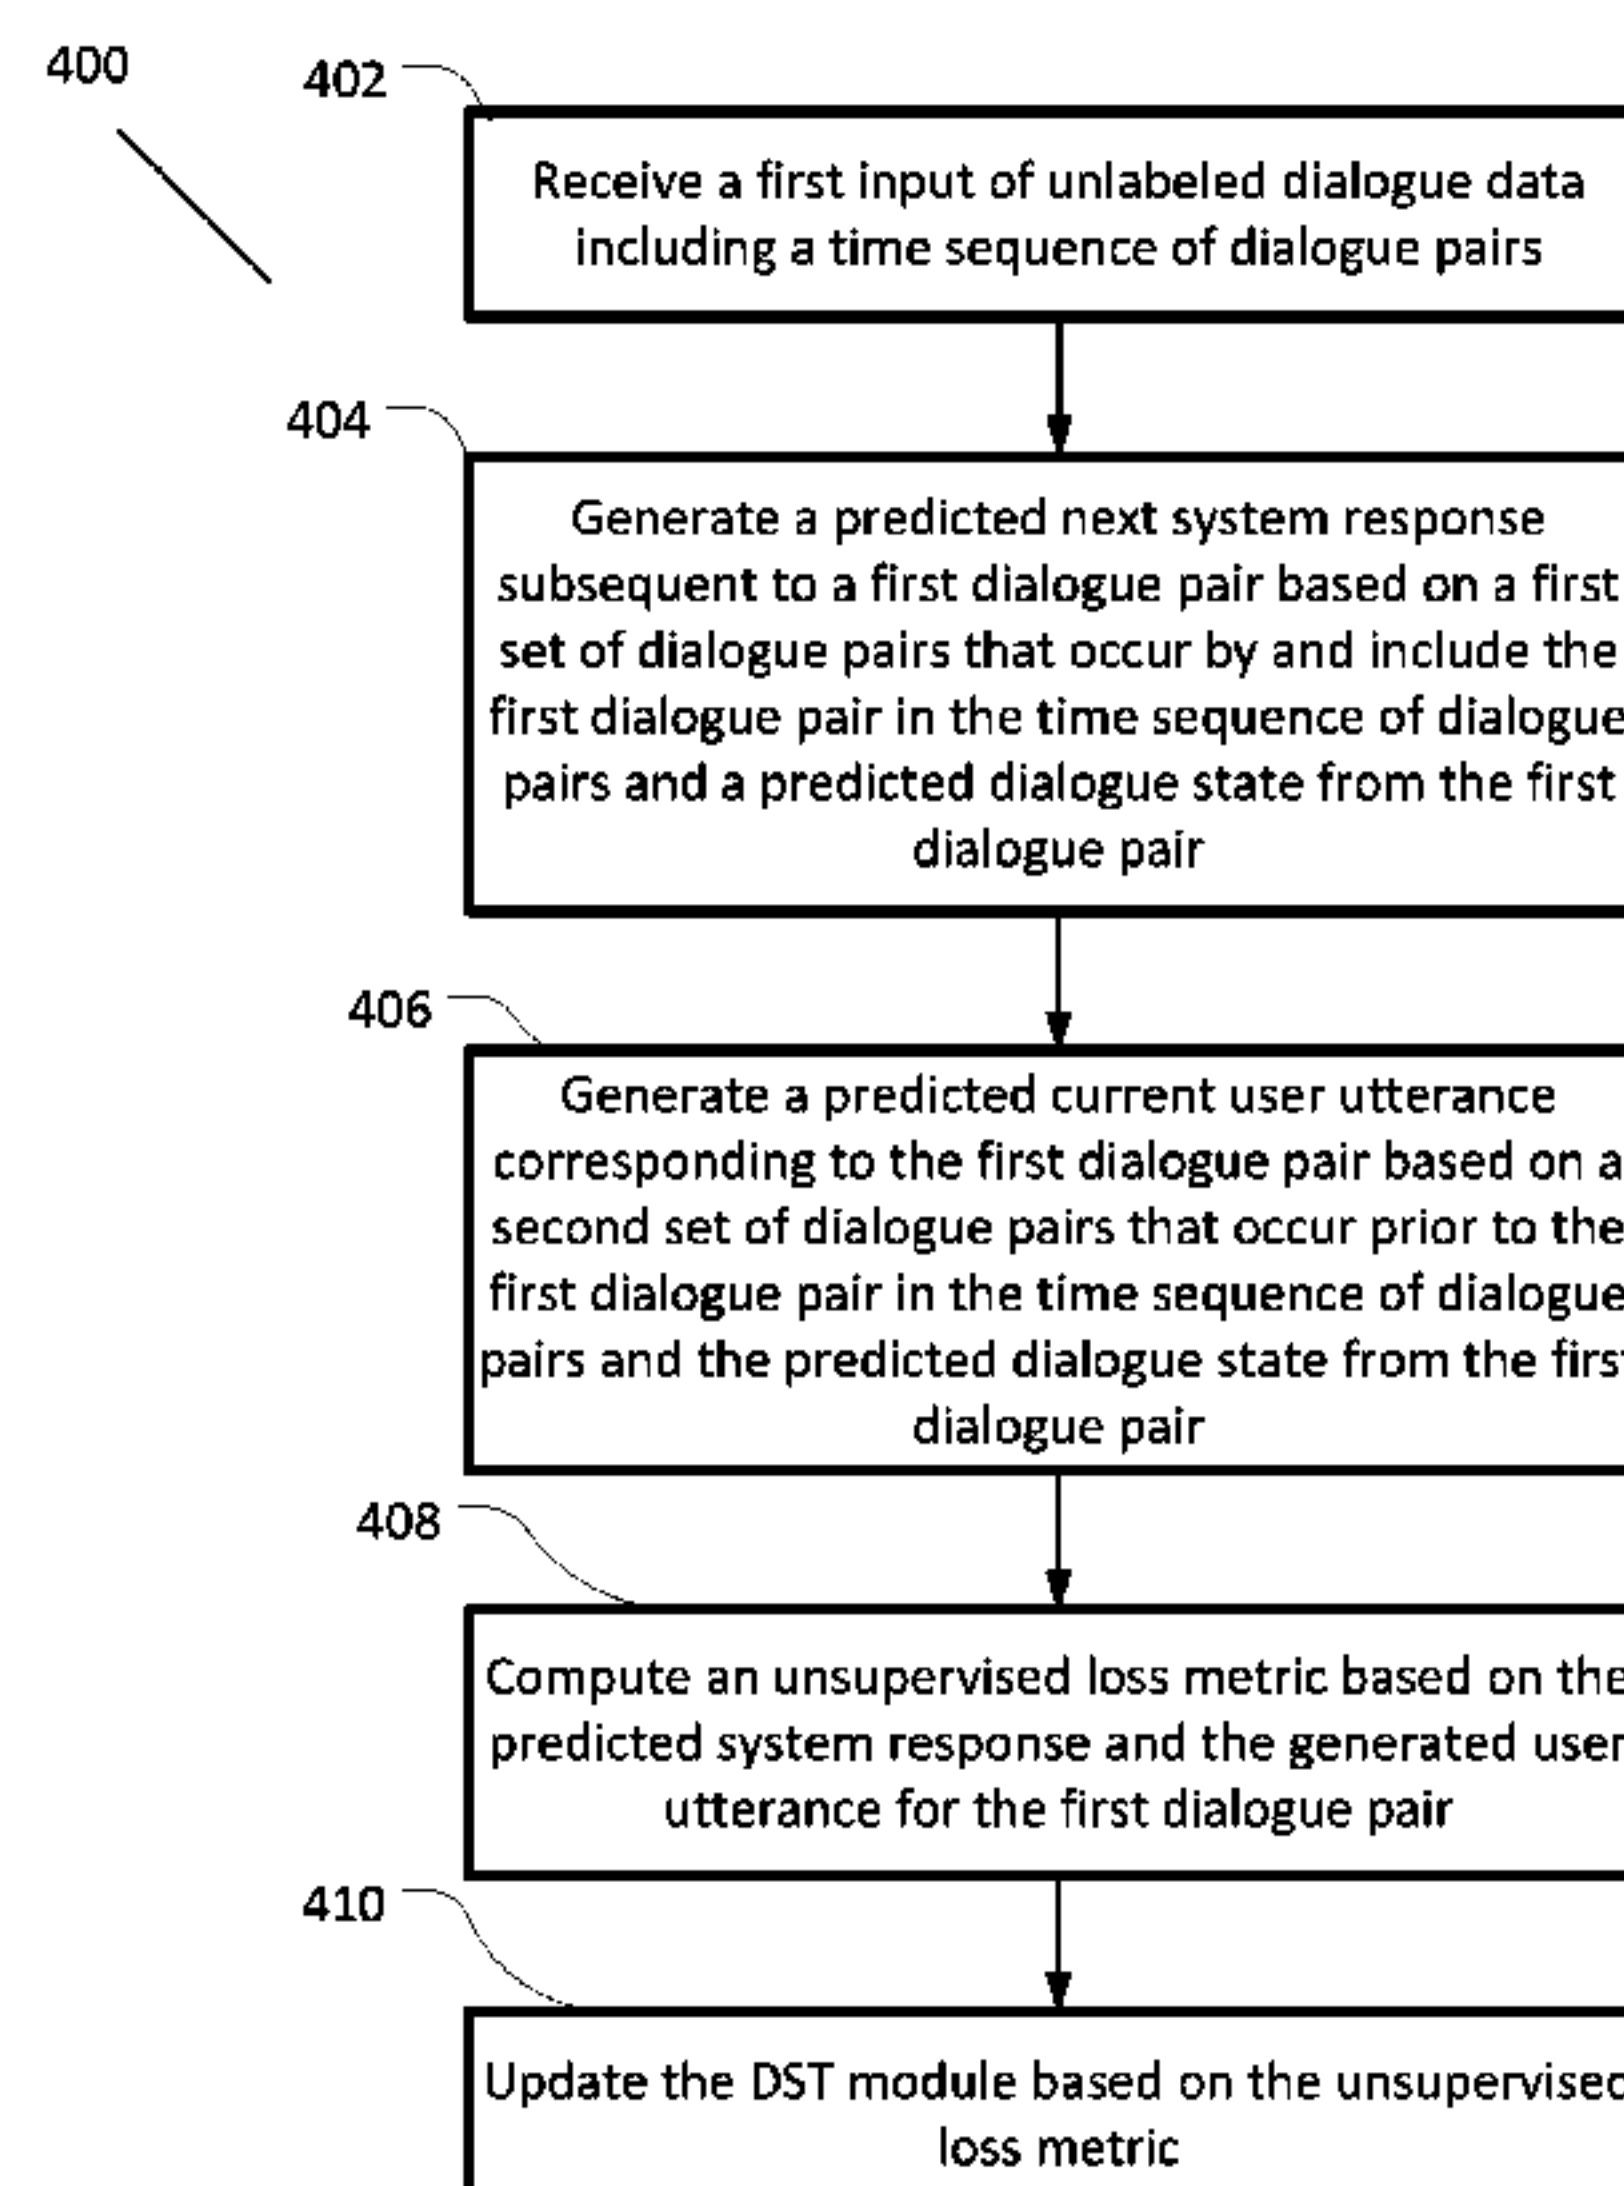 400
402
Receive a first input of unlabeled dialogue data
including a time sequence of dialogue pairs
404
Generate a predicted next system response
subsequent to a first dialogue pair based on a first
set of dialogue pairs that occur by and include the
first dialogue pair in the time sequence of dialogue
pairs and a predicted dialogue state from the first
dialogue pair
406
Generate a predicted current user utterance
corresponding to the first dialogue pair based on a
second set of dialogue pairs that occur prior to the
first dialogue pair in the time sequence of dialogue
pairs and the predicted dialogue state from the first
dialogue pair
408
Compute an unsupervised loss metric based on the
predicted system response and the generated user
utterance for the first dialogue pair
410
Update the DST module based on the unsupervised
loss metric